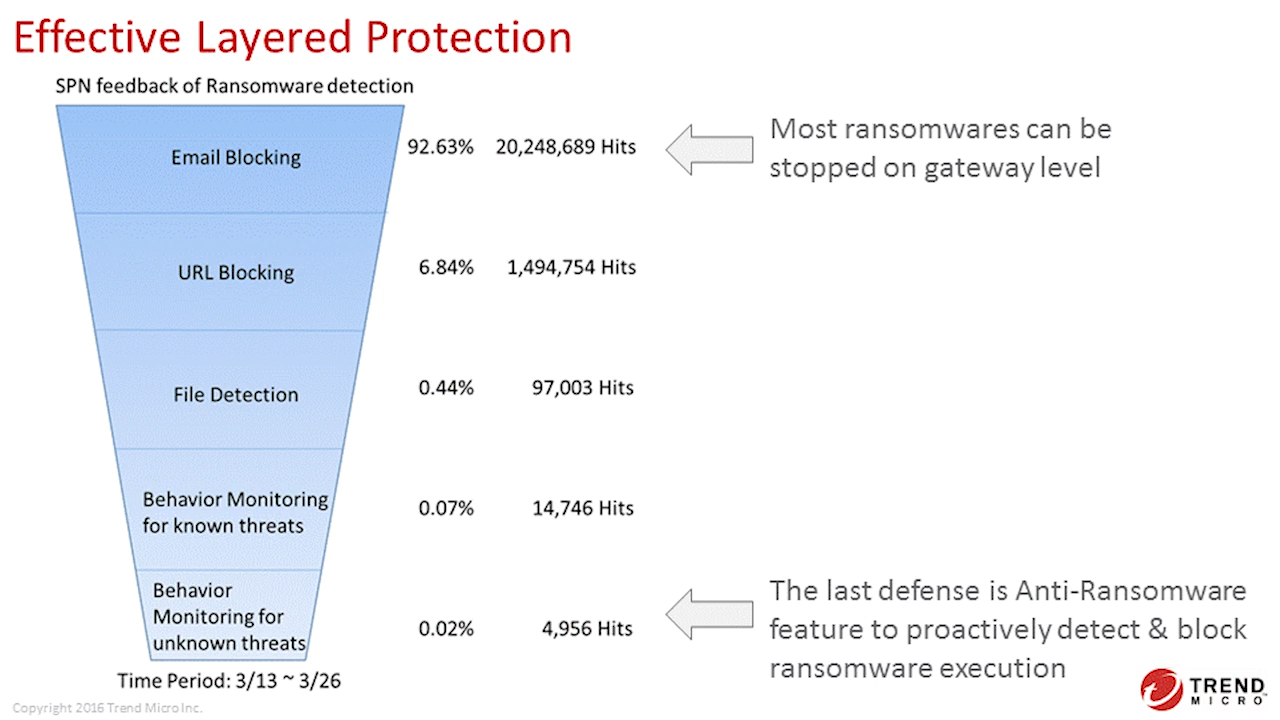 Effective Layered Protection
SPN feedback of Ransomware detection
Email Blocking
92.63%
20,248,689 Hits
Most ransomwares can be
stopped on gateway level
URL Blocking
6.84%
1,494,754 Hits
File Detection
0.44%
97,003 Hits
Behavior Monitoring
for known threats
0.07%
14,746 Hits
Behavior
Monitoring for
unknown threats
0.02%
4,956 Hits
The last defense is Anti-Ransomware
feature to proactively detect & block
ransomware execution
Time Period: 3/13 ~ 3/26
Copyright 2016 Trend Micro Inc.
TREND
MICRO